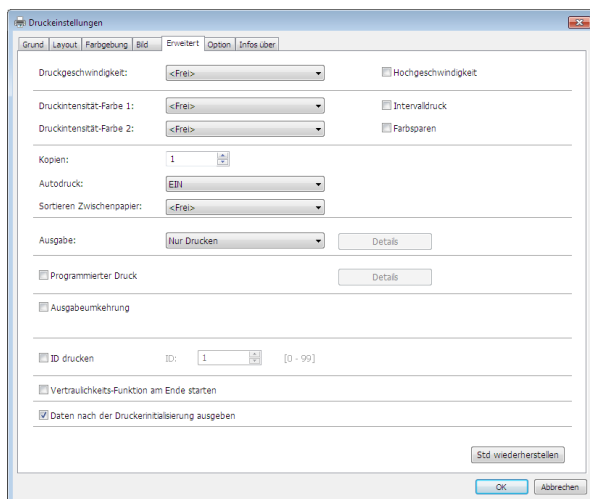 Druckeinstellungen
Grund Layout Farbgebung Bild Erweitert Option Infos über
Druckgeschwindigkeit: <Frei> Hochgeschwindigkeit
Druckintensität-Farbe 1: <Frei> Intervalldruck
Druckintensität-Farbe 2: <Frei> Farbsparen
Kopien: 1
Autodruck: EIN
Sortieren Zwischenpapier: <Frei>
Ausgabe: Nur Drucken Details
Programmierter Druck Details
Ausgabeumkehrung
ID drucken ID: 1 [0 - 99]
Vertraulichkeits-Funktion am Ende starten
Daten nach der Druckerinitialisierung ausgeben
Std wiederherstellen
OK Abbrechen